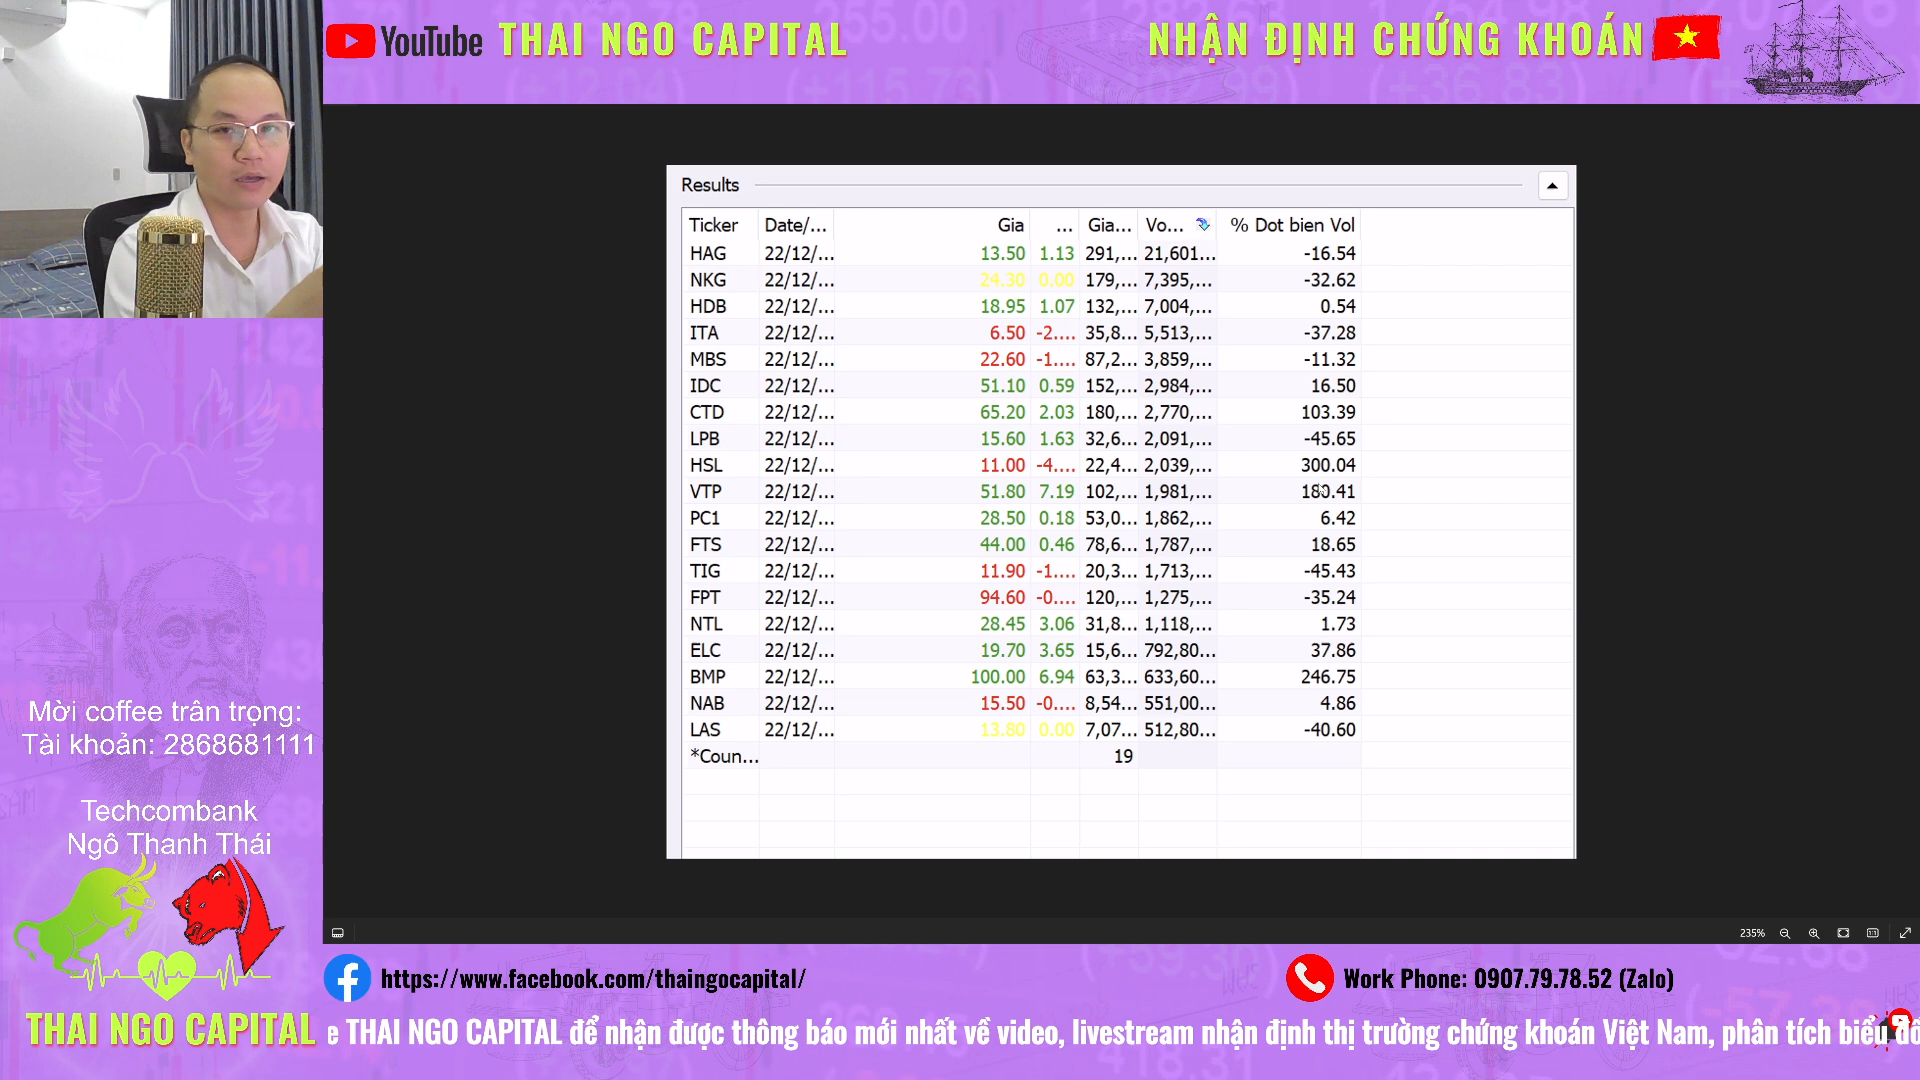 YouTube THAI NGO CAPITAL
NHẬN ĐỊNH CHỨNG KHOÁN
Results
Ticker Date/... Gia ... Gia... Vo... % Dot bien Vol
HAG 22/12/... 13.50 1.13 291,... 21,601... -16.54
NKG 22/12/... 24.30 0.00 179,... 7,395,... -32.62
HDB 22/12/... 18.95 1.07 132,... 7,004,... 0.54
ITA 22/12/... 6.50 -2.... 35,8... 5,513,... -37.28
MBS 22/12/... 22.60 -1.... 87,2... 3,859,... -11.32
IDC 22/12/... 51.10 0.59 152,... 2,984,... 16.50
CTD 22/12/... 65.20 2.03 180,... 2,770,... 103.39
LPB 22/12/... 15.60 1.63 32,6... 2,091,... -45.65
HSL 22/12/... 11.00 -4.... 22,4... 2,039,... 300.04
VTP 22/12/... 51.80 7.19 102,... 1,981,... 180.41
PC1 22/12/... 28.50 0.18 53,0... 1,862,... 6.42
FTS 22/12/... 44.00 0.46 78,6... 1,787,... 18.65
TIG 22/12/... 11.90 -1.... 20,3... 1,713,... -45.43
FPT 22/12/... 94.60 -0.... 120,... 1,275,... -35.24
NTL 22/12/... 28.45 3.06 31,8... 1,118,... 1.73
ELC 22/12/... 19.70 3.65 15,6... 792,80... 37.86
BMP 22/12/... 100.00 6.94 63,3... 633,60... 246.75
NAB 22/12/... 15.50 -0.... 8,54... 551,00... 4.86
LAS 22/12/... 13.80 0.00 7,07... 512,80... -40.60
*Coun... 19
Mời coffee trân trọng:
Tài khoản: 2868681111
Techcombank
Ngô Thanh Thái
235%
https://www.facebook.com/thaingocapital/
Work Phone: 0907.79.78.52 (Zalo)
THAI NGO CAPITAL
e THAI NGO CAPITAL để nhận được thông báo mới nhất về video, livestream nhận định thị trường chứng khoán Việt Nam, phân tích biểu đồ